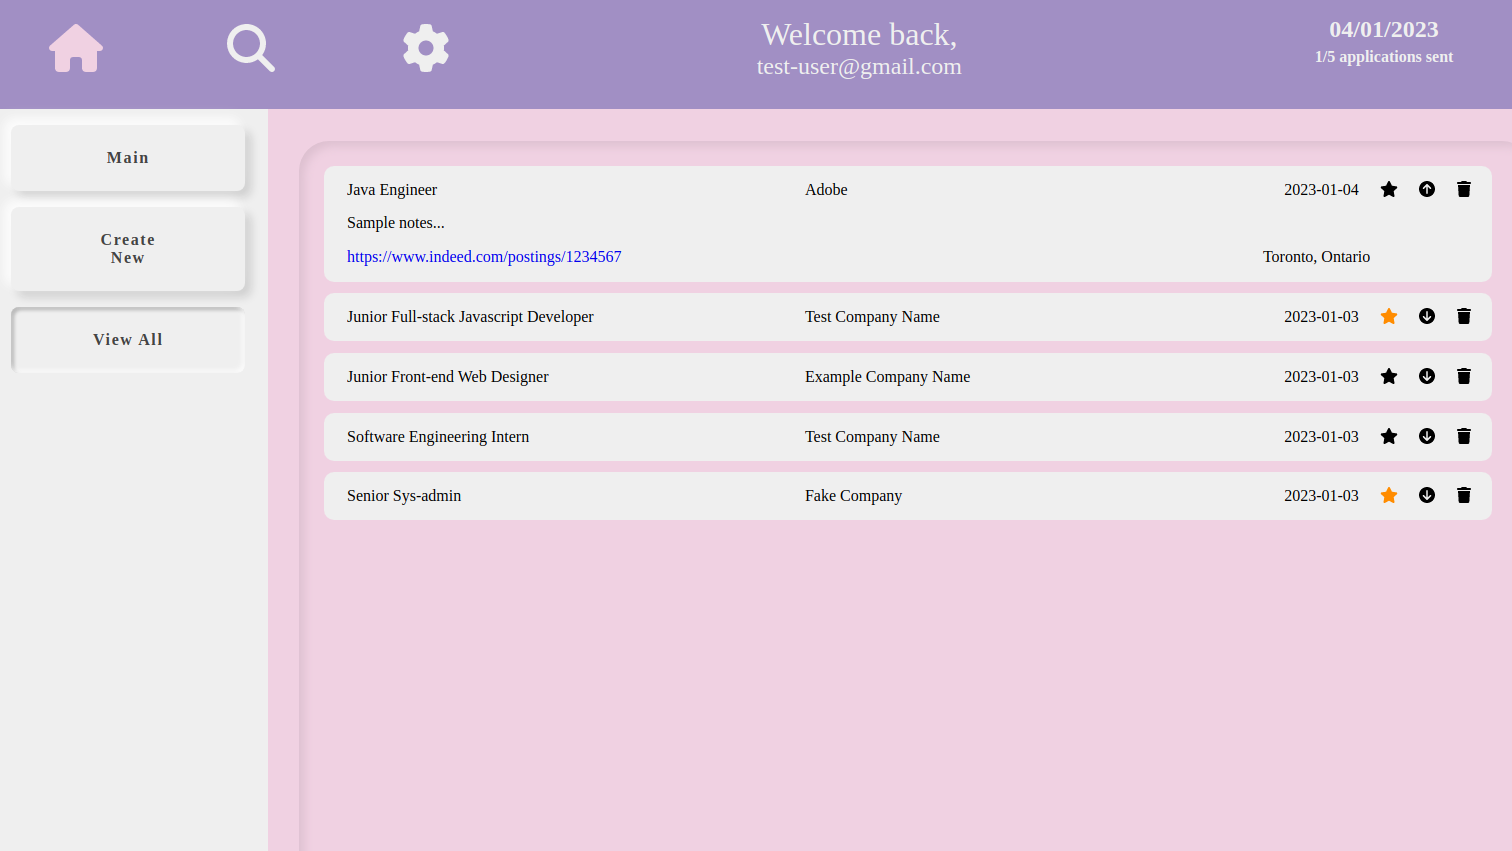 Welcome back,
test-user@gmail.com
04/01/2023
1/5 applications sent
Main
Create
New
View All
Java Engineer Adobe 2023-01-04
Sample notes...
https://www.indeed.com/postings/1234567 Toronto, Ontario
Junior Full-stack Javascript Developer Test Company Name 2023-01-03
Junior Front-end Web Designer Example Company Name 2023-01-03
Software Engineering Intern Test Company Name 2023-01-03
Senior Sys-admin Fake Company 2023-01-03